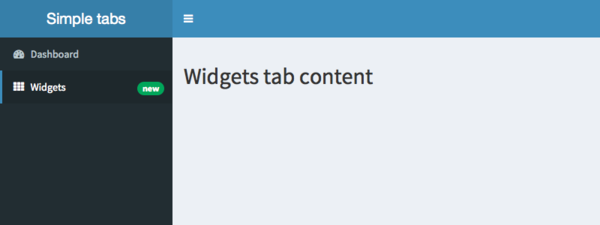 Simple tabs
Dashboard
Widgets new
Widgets tab content